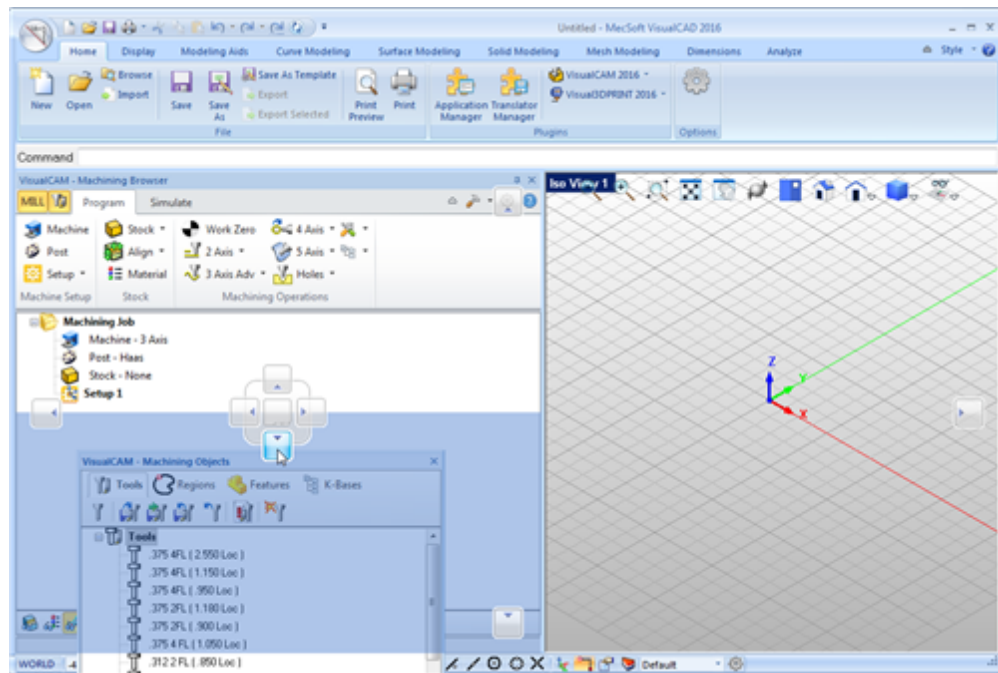 Untitled - MecSoft VisualCAD 2016
Home Display Modeling Aids Curve Modeling Surface Modeling Solid Modeling Mesh Modeling Dimensions Analyze Style
New Open Browse Import Save Save As Save As Template Export Export Selected Print Preview Print Application Manager Translator Manager VisualCAM 2016 Visual3DPRINT 2016
File Plugins Options
Command
VisualCAM - Machining Browser
Iso View 1
MILL Program Simulate
Machine Stock Work Zero 4 Axis
Post Align 2 Axis 5 Axis
Setup Material 3 Axis Adv Holes
Machine Setup Stock Machining Operations
Machining Job
Machine - 3 Axis
Post - Haas
Stock - None
Setup 1
Z
Y
X
VisualCAM - Machining Objects
Tools Regions Features K-Bases
Tools
.375 4FL ( 2.550 Loc )
.375 4FL ( 1.150 Loc )
.375 4FL ( .950 Loc )
.375 2FL ( 1.180 Loc )
.375 2FL ( .900 Loc )
.375 4 FL ( 1.050 Loc )
.312 2 FL ( .850 Loc )
WORLD Default